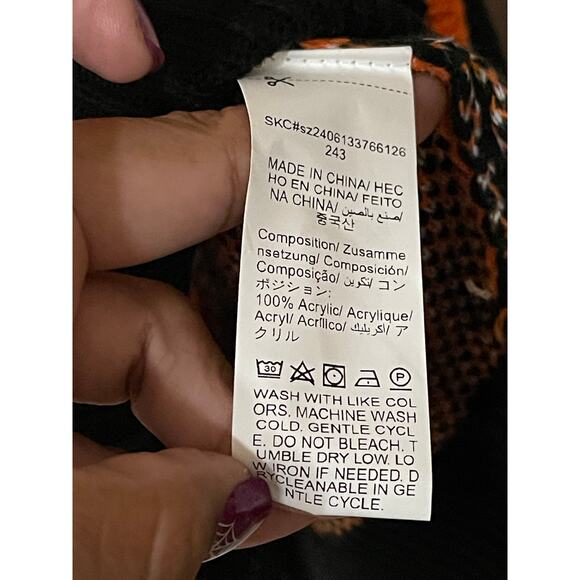 SKC#sz2406133766126
243
MADE IN CHINA/ HEC
HO EN CHINA/ FEITO
NA CHINA/ صنع بالصين/
중국산
Composition/ Zusamme
nsetzung/ Composición/
Composição/ تكوين/ コン
ポジション:
100% Acrylic/ Acrylique/
Acryl/ Acrílico/ أكريليك/ ア
クリル
30 P
WASH WITH LIKE COL
ORS. MACHINE WASH
COLD. GENTLE CYCL
E. DO NOT BLEACH. T
UMBLE DRY LOW. LO
W IRON IF NEEDED. D
RYCLEANABLE IN GE
NTLE CYCLE.